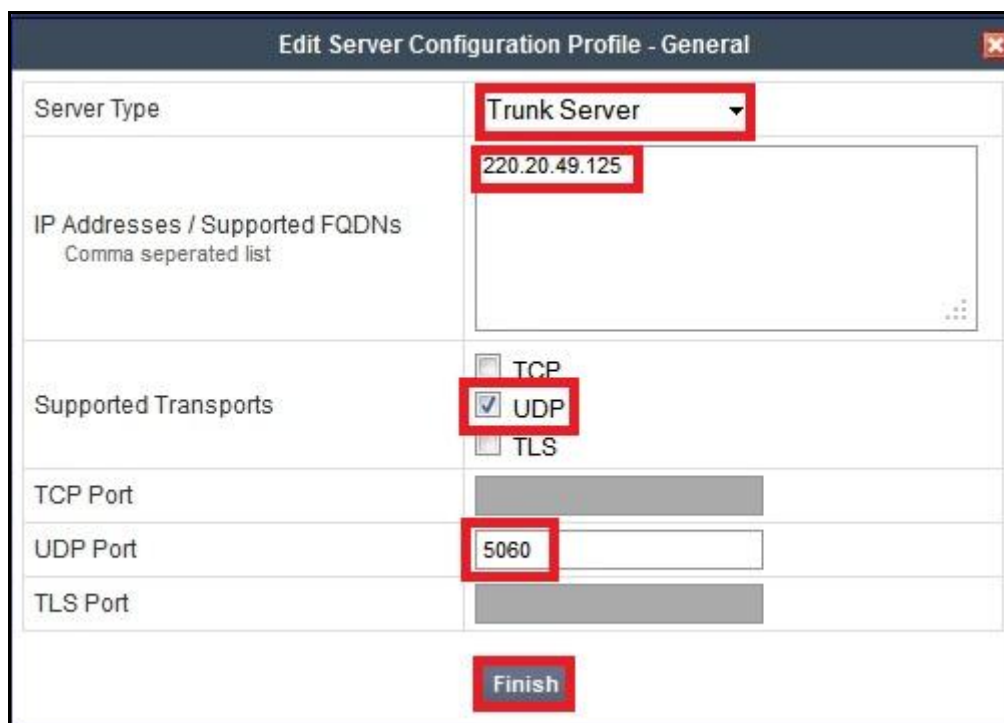 Edit Server Configuration Profile - General
Server Type
Trunk Server
IP Addresses / Supported FQDNs
Comma seperated list
220.20.49.125
Supported Transports
TCP
UDP
TLS
TCP Port
UDP Port
5060
TLS Port
Finish